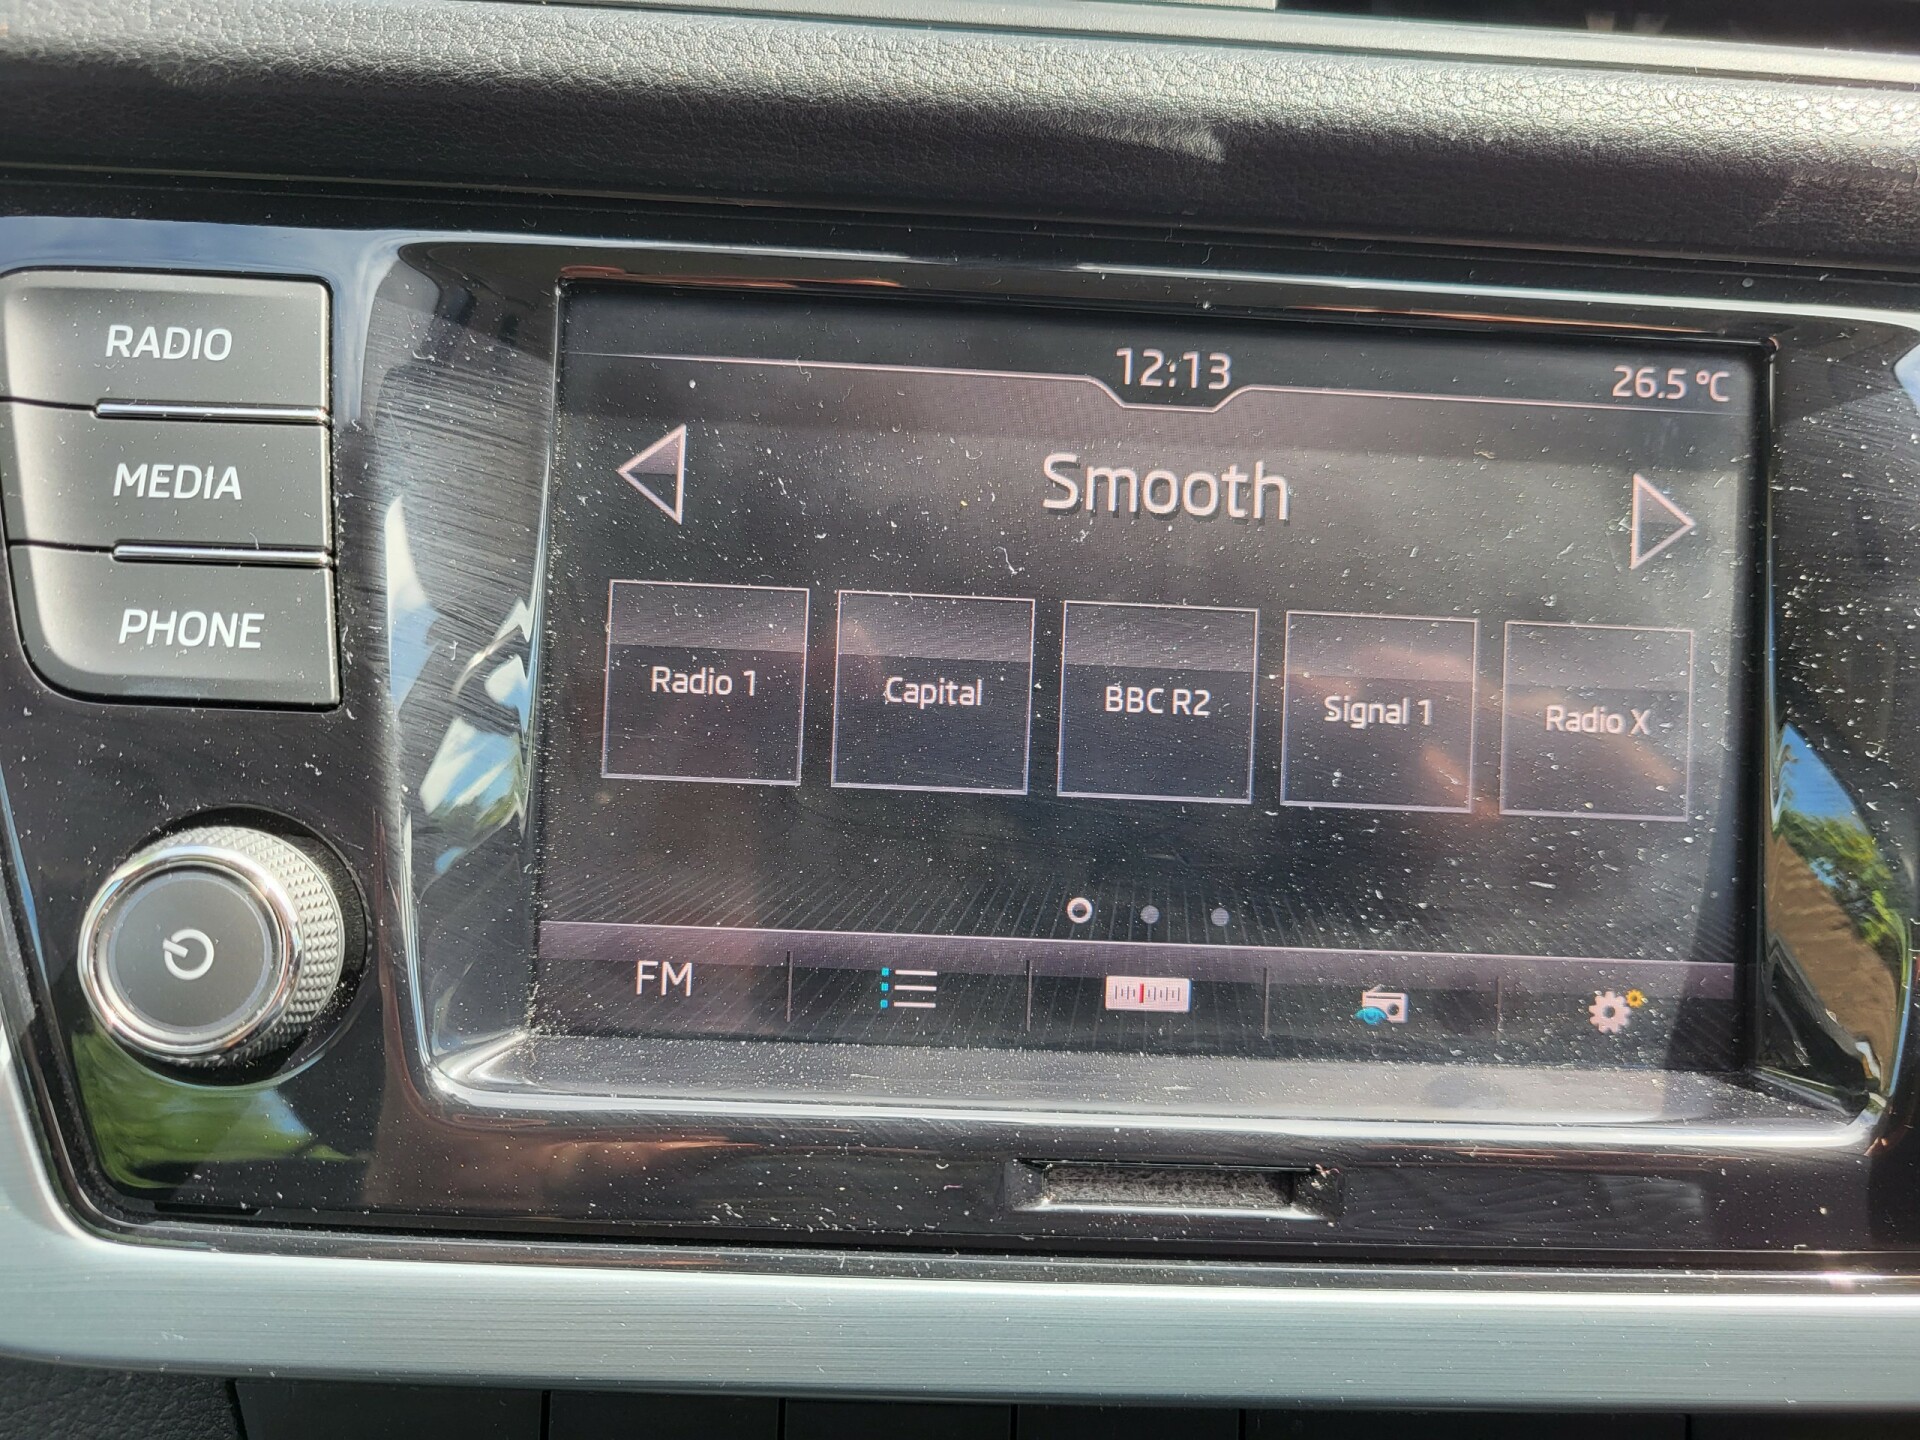 RADIO
MEDIA
PHONE
12:13
26.5 °C
Smooth
Radio 1
Capital
BBC R2
Signal 1
Radio X
FM